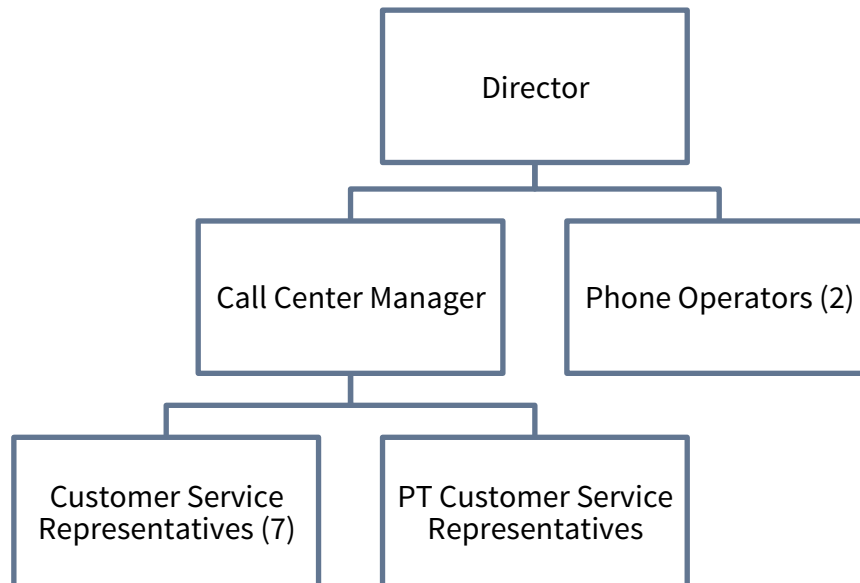 Director
Call Center Manager
Phone Operators (2)
Customer Service
Representatives (7)
PT Customer Service
Representatives